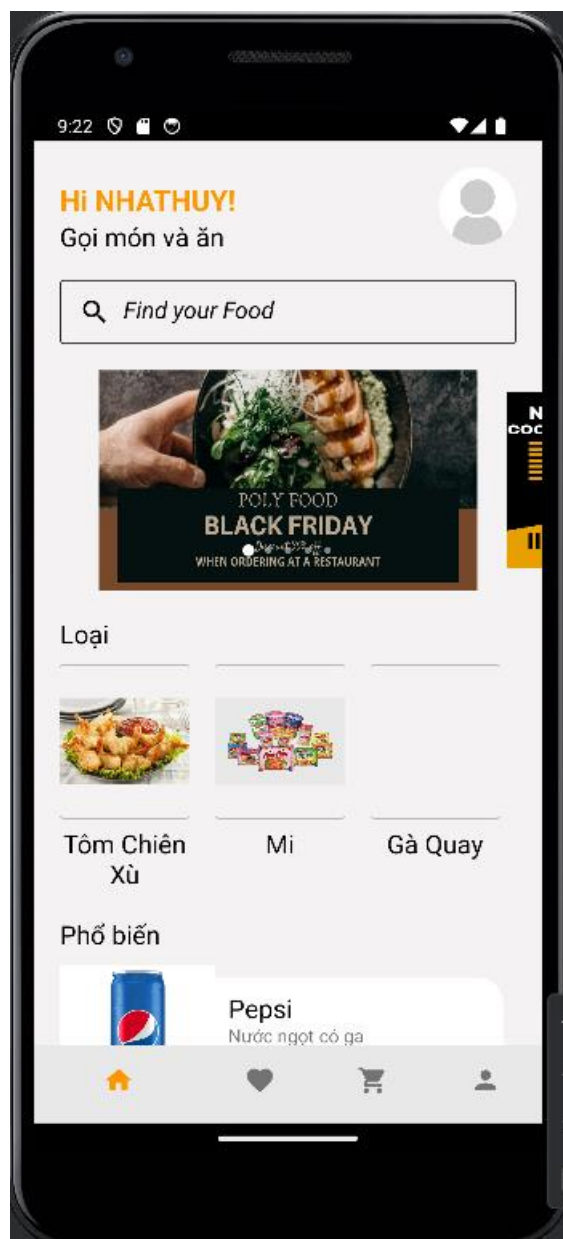 9:22
Hi NHATHUY!
Gọi món và ăn
Find your Food
POLY FOOD
BLACK FRIDAY
WHEN ORDERING AT A RESTAURANT
Loại
Tôm Chiên
Xù
Mi
Gà Quay
Phổ biến
Pepsi
Nước ngọt có ga